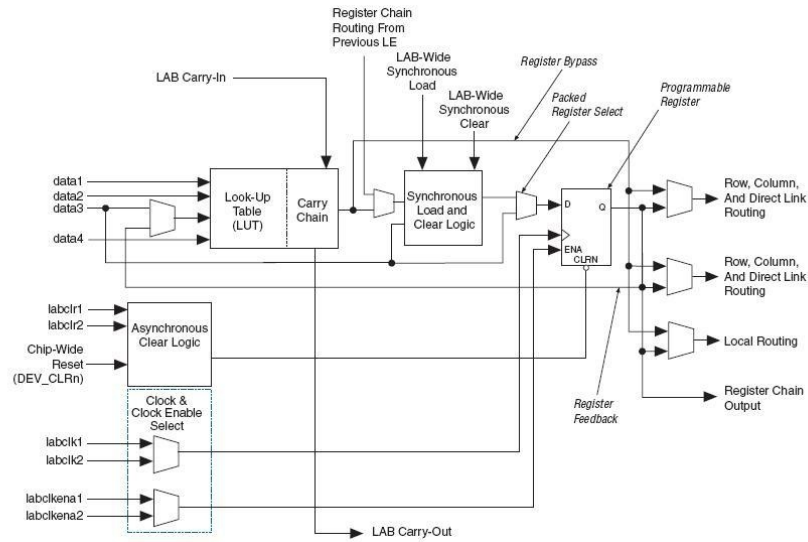 Register Chain
Routing From
Previous LE
LAB-Wide
Synchronous
Load
LAB-Wide
Synchronous
Clear
Register Bypass
Packed
Register Select
Programmable
Register
LAB Carry-In
data1
data2
data3
data4
Look-Up
Table
(LUT)
Carry
Chain
Synchronous
Load and
Clear Logic
D
Q
ENA
CLRN
Row, Column,
And Direct Link
Routing
Row, Column,
And Direct Link
Routing
Local Routing
Register Chain
Output
Register
Feedback
labclr1
labclr2
Chip-Wide
Reset
(DEV_CLRn)
Asynchronous
Clear Logic
Clock &
Clock Enable
Select
labclk1
labclk2
labclkena1
labclkena2
LAB Carry-Out